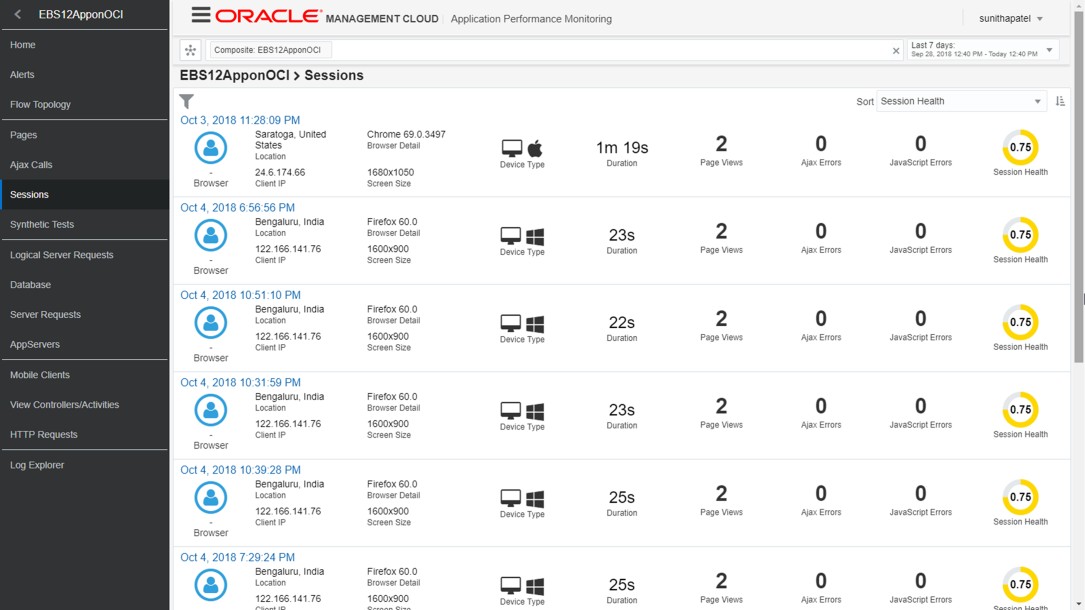 EBS12ApponOCI
Home
Alerts
Flow Topology
Pages
Ajax Calls
Sessions
Synthetic Tests
Logical Server Requests
Database
Server Requests
AppServers
Mobile Clients
View Controllers/Activities
HTTP Requests
Log Explorer
ORACLE MANAGEMENT CLOUD Application Performance Monitoring
sunithapatel
Composite: EBS12ApponOCI
Last 7 days:
Sep 28, 2018 12:40 PM - Today 12:40 PM
EBS12ApponOCI > Sessions
Sort Session Health
Oct 3, 2018 11:28:09 PM
-
Browser
Saratoga, United
States
Location
24.6.174.66
Client IP
Chrome 69.0.3497
Browser Detail
1680x1050
Screen Size
Device Type
1m 19s
Duration
2
Page Views
0
Ajax Errors
0
JavaScript Errors
0.75
Session Health
Oct 4, 2018 6:56:56 PM
-
Browser
Bengaluru, India
Location
122.166.141.76
Client IP
Firefox 60.0
Browser Detail
1600x900
Screen Size
Device Type
23s
Duration
2
Page Views
0
Ajax Errors
0
JavaScript Errors
0.75
Session Health
Oct 4, 2018 10:51:10 PM
-
Browser
Bengaluru, India
Location
122.166.141.76
Client IP
Firefox 60.0
Browser Detail
1600x900
Screen Size
Device Type
22s
Duration
2
Page Views
0
Ajax Errors
0
JavaScript Errors
0.75
Session Health
Oct 4, 2018 10:31:59 PM
-
Browser
Bengaluru, India
Location
122.166.141.76
Client IP
Firefox 60.0
Browser Detail
1600x900
Screen Size
Device Type
23s
Duration
2
Page Views
0
Ajax Errors
0
JavaScript Errors
0.75
Session Health
Oct 4, 2018 10:39:28 PM
-
Browser
Bengaluru, India
Location
122.166.141.76
Client IP
Firefox 60.0
Browser Detail
1600x900
Screen Size
Device Type
25s
Duration
2
Page Views
0
Ajax Errors
0
JavaScript Errors
0.75
Session Health
Oct 4, 2018 7:29:24 PM
Bengaluru, India
Location
122.166.141.76
Client IP
Firefox 60.0
Browser Detail
1600x900
Screen Size
Device Type
25s
Duration
2
Page Views
0
Ajax Errors
0
JavaScript Errors
0.75
Session Health